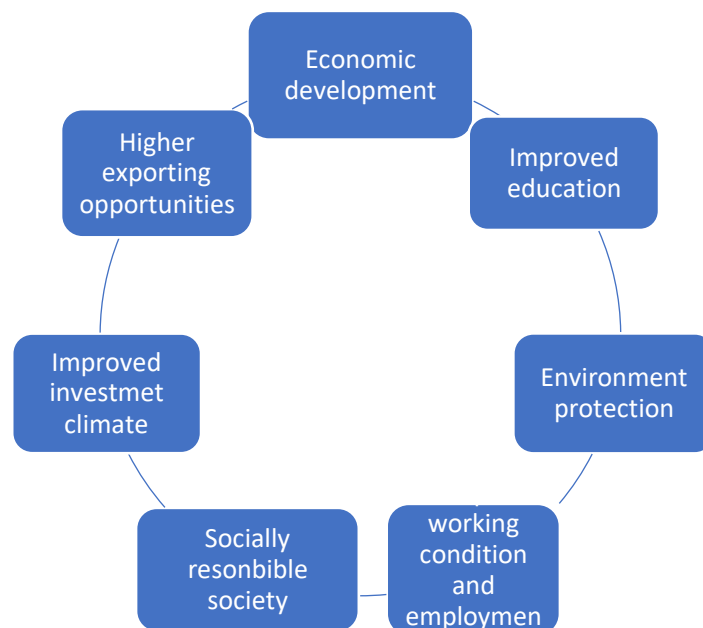 Economic
development
Improved
education
Environment
protection
working
condition
and
employmen
Socially
resonbible
society
Improved
investmet
climate
Higher
exporting
opportunities